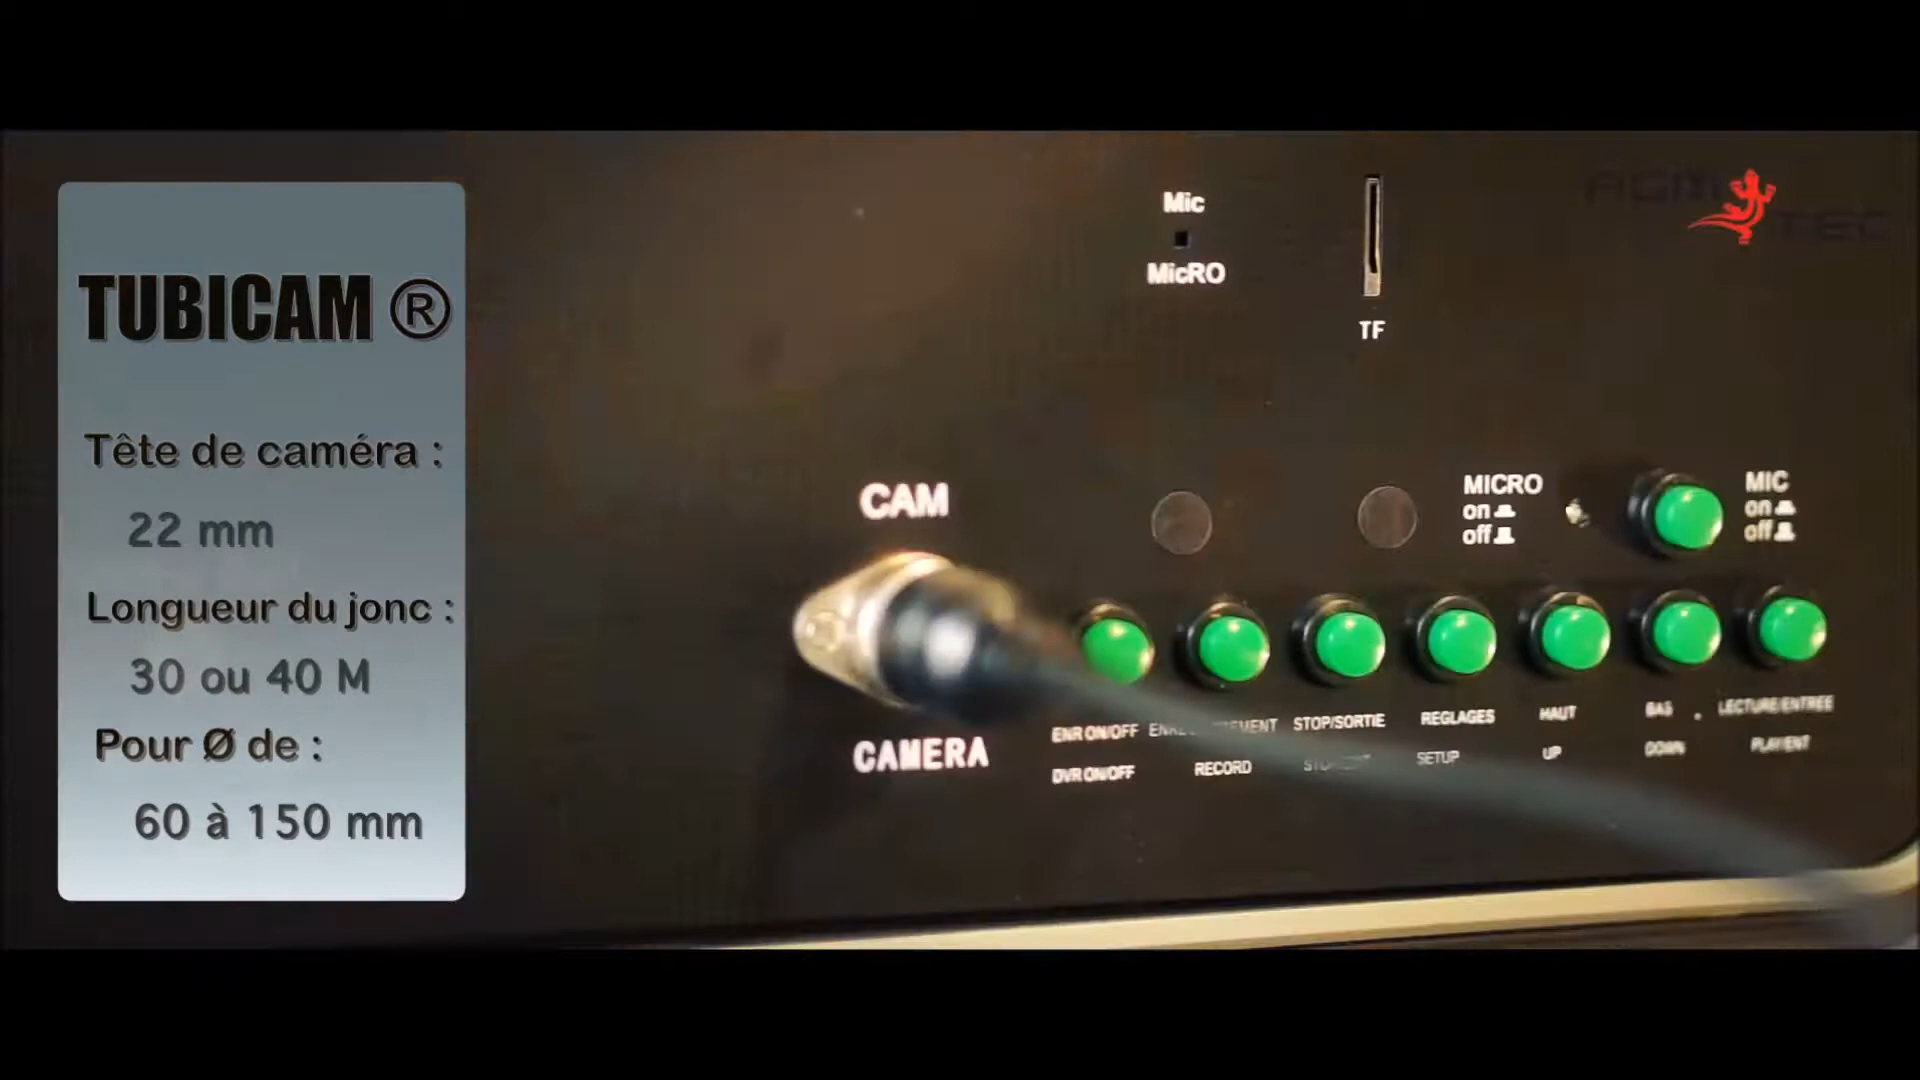 TUBICAM ®
Tête de caméra :
22 mm
Longueur du jonc :
30 ou 40 M
Pour Ø de :
60 à 150 mm
Mic
MicRO
TF
AGM TEC
CAM
CAMERA
MICRO
on
off
MIC
on
off
ENR ON/OFF STOP/SORTIE REGLAGES HAUT BAS LECTURE/ENTREE
DVR ON/OFF RECORD SETUP UP DOWN PLAY/ENT